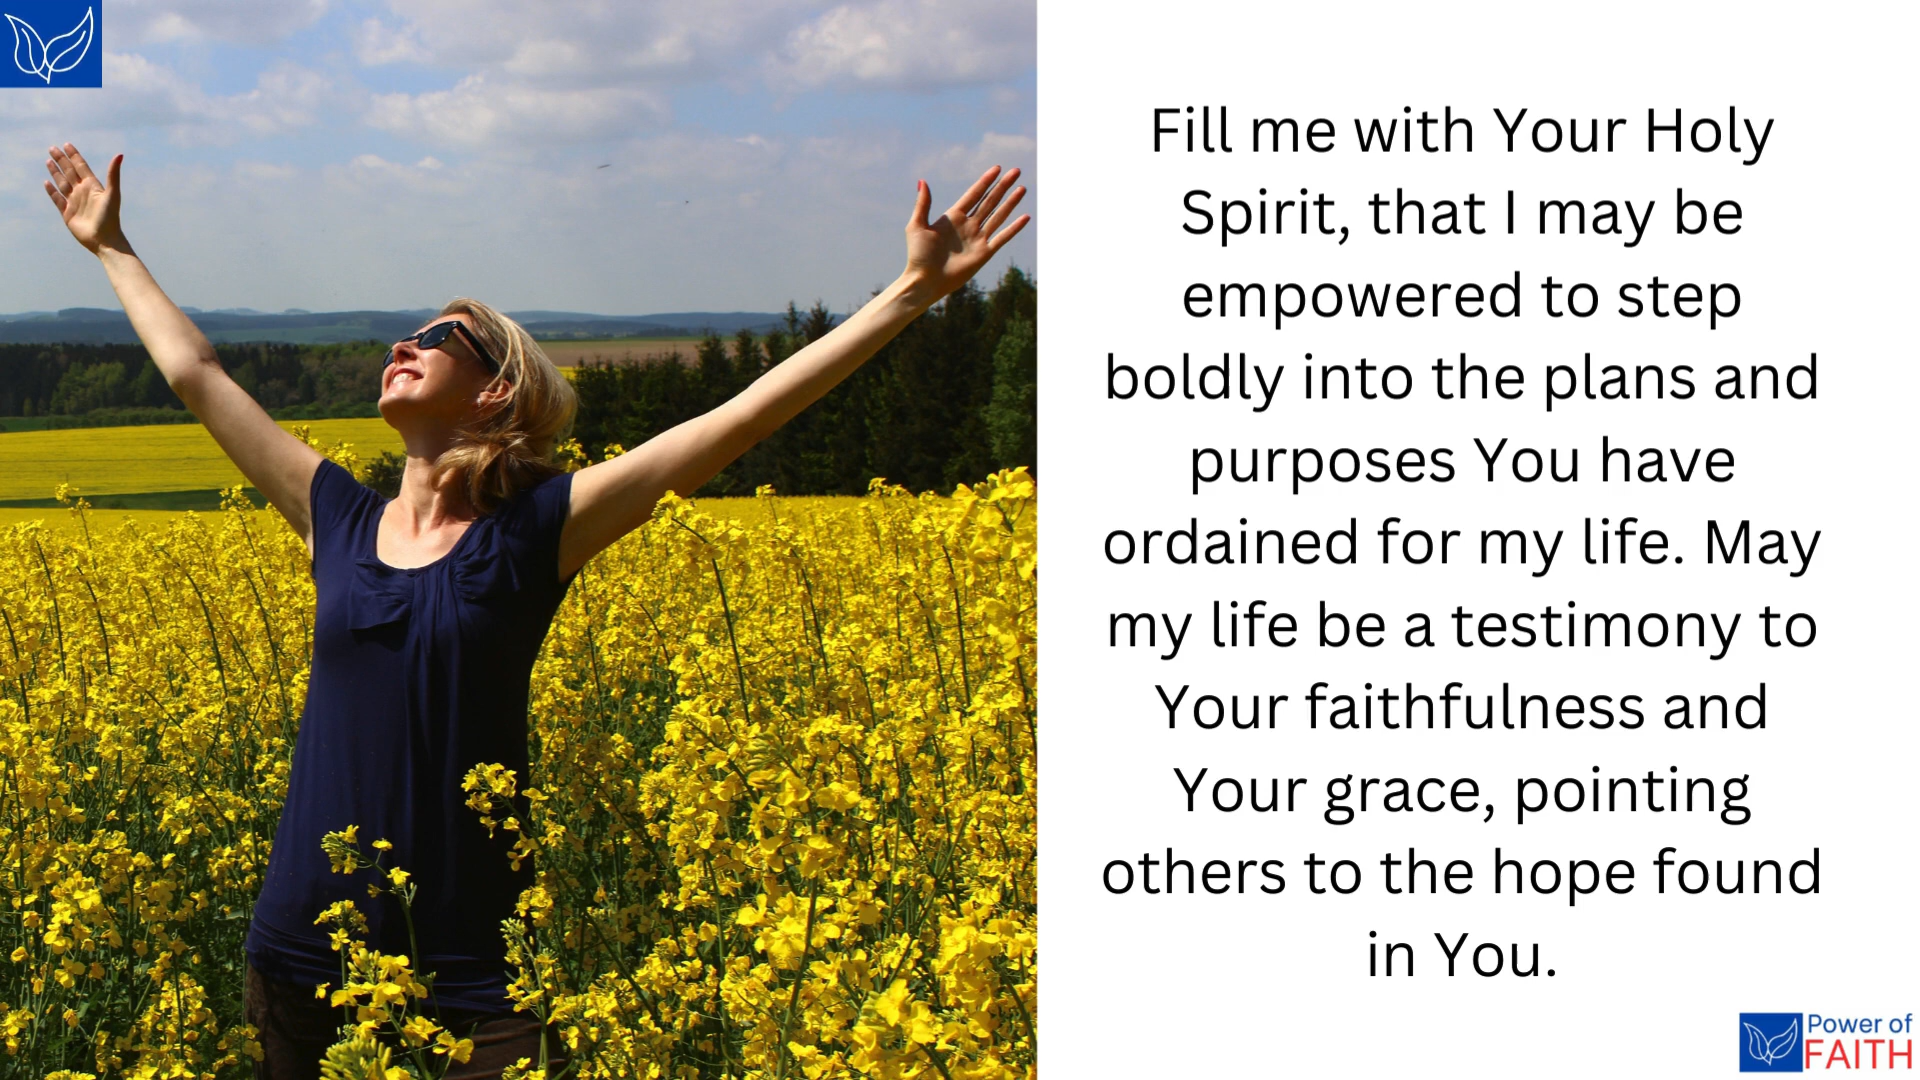 Fill me with Your Holy
Spirit, that I may be
empowered to step
boldly into the plans and
purposes You have
ordained for my life. May
my life be a testimony to
Your faithfulness and
Your grace, pointing
others to the hope found
in You.
Power of
FAITH